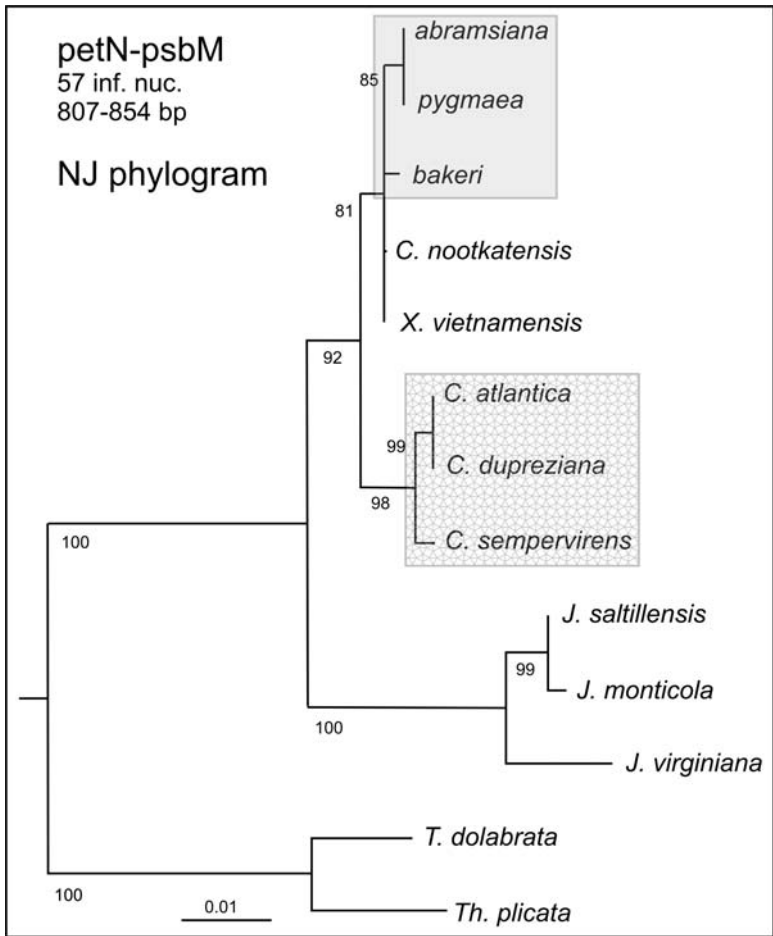 petN-psbM
57 inf. nuc.
807-854 bp
NJ phylogram
abramsiana
85
pygmaea
bakeri
81
C. nootkatensis
X. vietnamensis
92
C. atlantica
99
C. dupreziana
98
C. sempervirens
100
J. saltillensis
99
J. monticola
100
J. virginiana
T. dolabrata
100
0.01
Th. plicata